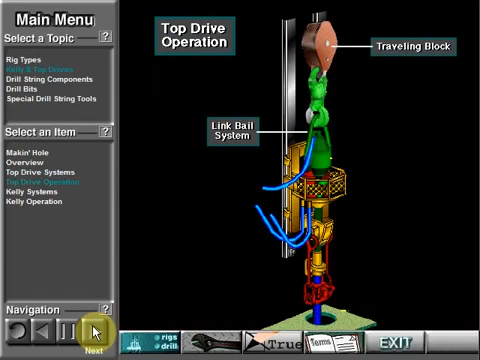 Main Menu
Select a Topic ?
Rig Types
Kelly & Top Drives
Drill String Components
Drill Bits
Special Drill String Tools
Select an Item ?
Makin' Hole
Overview
Top Drive Systems
Top Drive Operation
Kelly Systems
Kelly Operation
Navigation ?
Next
Top Drive
Operation
Traveling Block
Link Bail
System
rigs
drill
True
Terms
EXIT